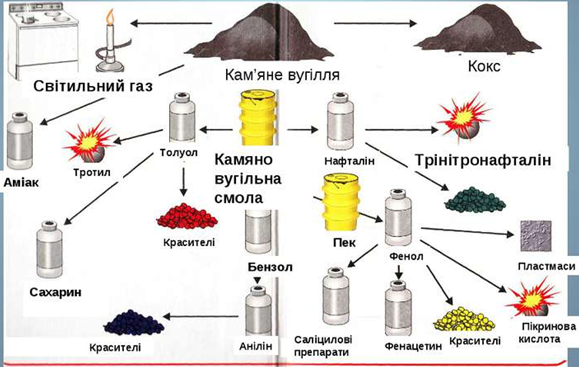 Світильний газ
Кам'яне вугілля
Кокс
Аміак
Тротил
Толуол
Камяно
вугільна
смола
Нафталін
Трінітронафталін
Сахарин
Красителі
Бензол
Пек
Фенол
Пластмаси
Красителі
Анілін
Саліцилові
препарати
Фенацетин
Красителі
Пікринова
кислота